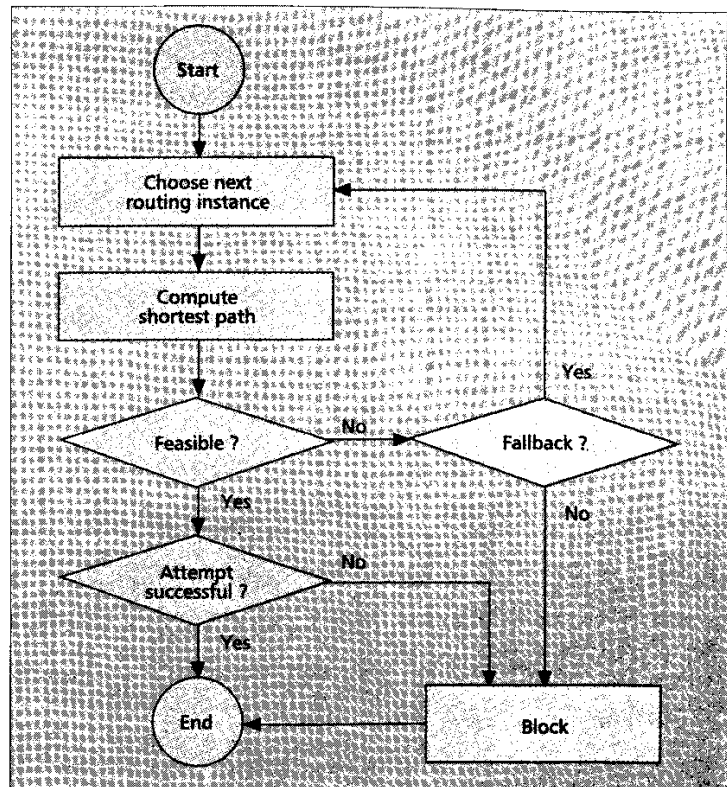 Start
Choose next
routing instance
Compute
shortest path
Yes
Feasible ?
No
Fallback ?
Yes
No
Attempt
successful ?
No
Yes
End
Block